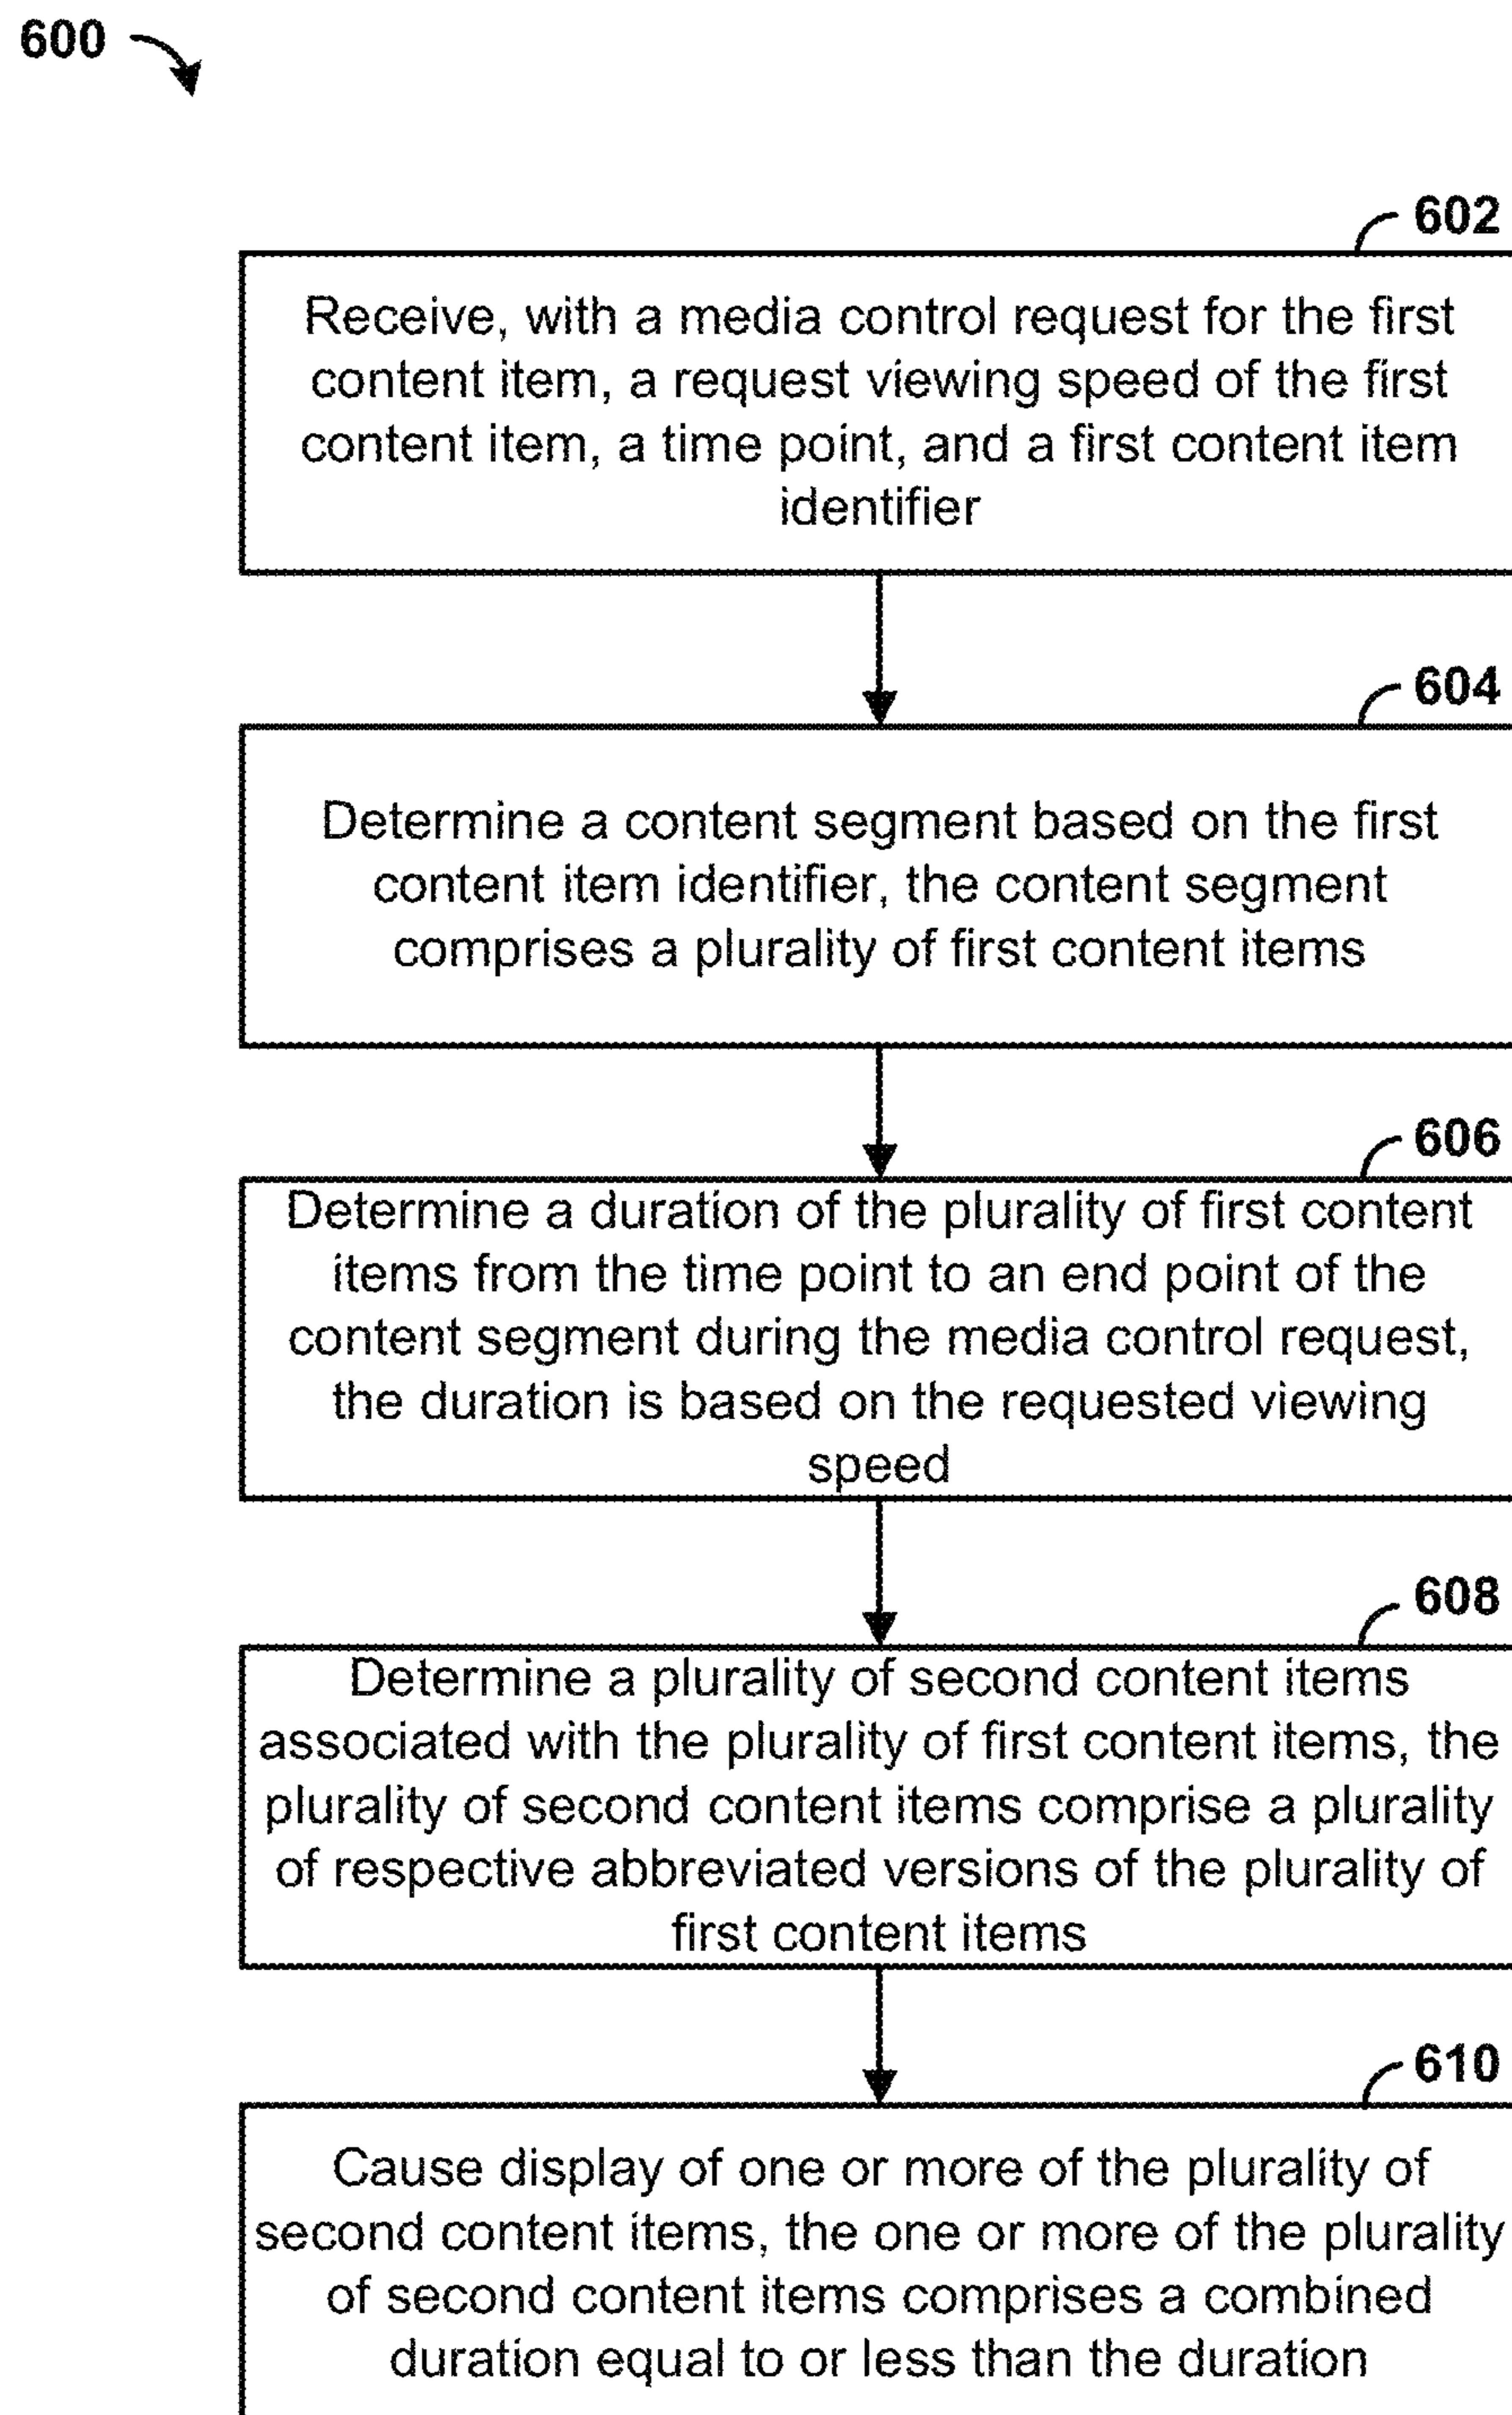 600
602
Receive, with a media control request for the first
content item, a request viewing speed of the first
content item, a time point, and a first content item
identifier
604
Determine a content segment based on the first
content item identifier, the content segment
comprises a plurality of first content items
606
Determine a duration of the plurality of first content
items from the time point to an end point of the
content segment during the media control request,
the duration is based on the requested viewing
speed
608
Determine a plurality of second content items
associated with the plurality of first content items, the
plurality of second content items comprise a plurality
of respective abbreviated versions of the plurality of
first content items
610
Cause display of one or more of the plurality of
second content items, the one or more of the plurality
of second content items comprises a combined
duration equal to or less than the duration